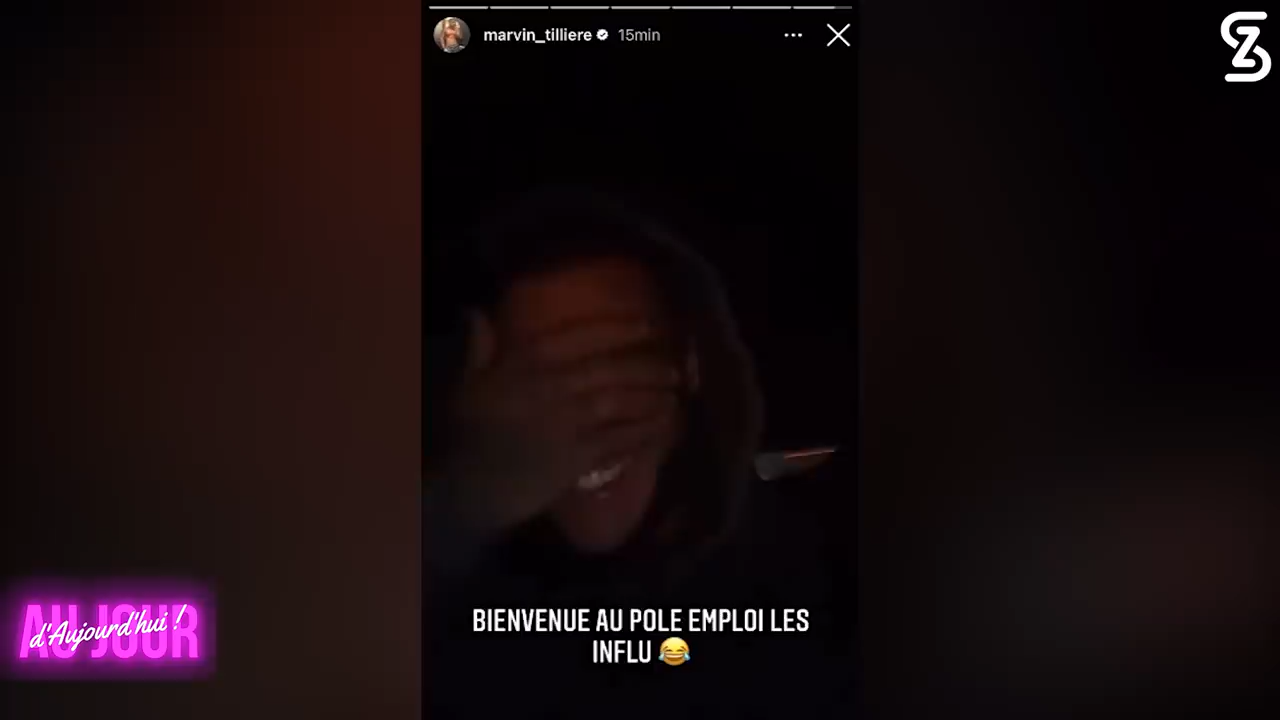 marvin_tilliere 15min
BIENVENUE AU POLE EMPLOI LES
INFLU 😂
AU JOUR
d'Aujourd'hui !